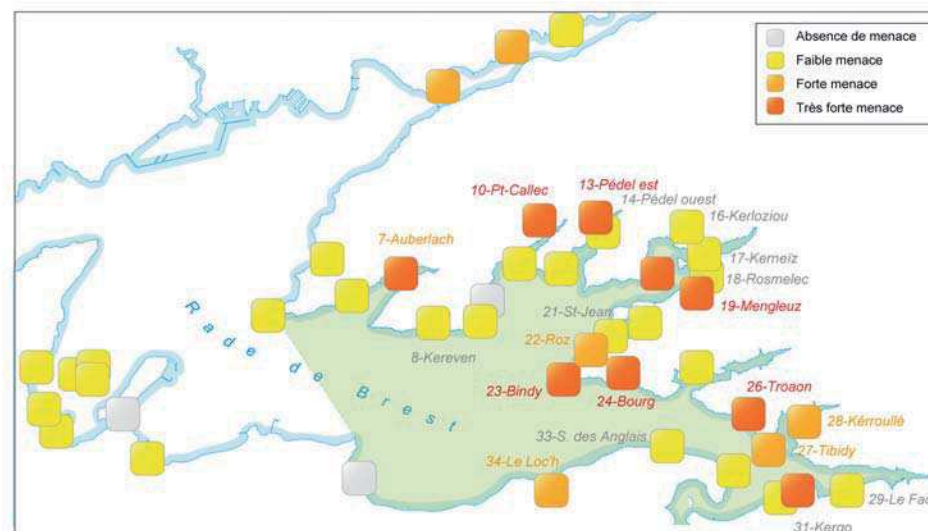 Absence de menace
Faible menace
Forte menace
Très forte menace
10-Pt-Callec
13-Pédel est
14-Pédel ouest
16-Kerloziou
7-Auberlach
17-Kerneiz
18-Rosmelec
19-Mengleuz
21-St-Jean
22-Roz
8-Kereven
Rade de Brest
23-Bindy
24-Bourg
26-Troaon
28-Kérroullé
33-S. des Anglais
27-Tibidy
34-Le Loc'h
29-Le Fao
31-Kergo